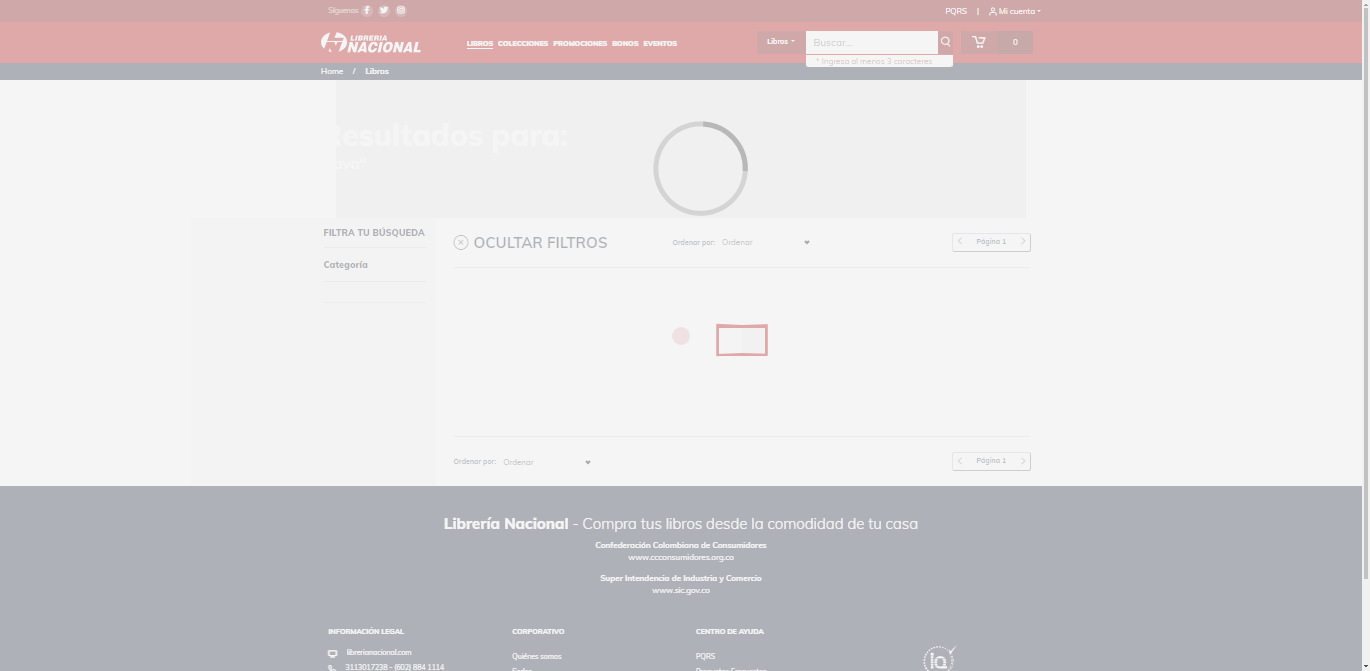 Síguenos
PQRS | Mi cuenta
LIBRERIA
NACIONAL
LIBROS COLECCIONES PROMOCIONES BONOS EVENTOS
Libros
Buscar...
0
* Ingresa al menos 3 caracteres
Home / Libros
Resultados para:
FILTRA TU BÚSQUEDA
OCULTAR FILTROS
Ordenar por: Ordenar
Página 1
Categoría
Ordenar por: Ordenar
Página 1
Librería Nacional - Compra tus libros desde la comodidad de tu casa
Confederación Colombiana de Consumidores
www.ccconsumidores.org.co
Super Intendencia de Industria y Comercio
www.sic.gov.co
INFORMACIÓN LEGAL
CORPORATIVO
CENTRO DE AYUDA
librerianacional.com
Quiénes somos
PQRS
3113017238 - (602) 884 1114